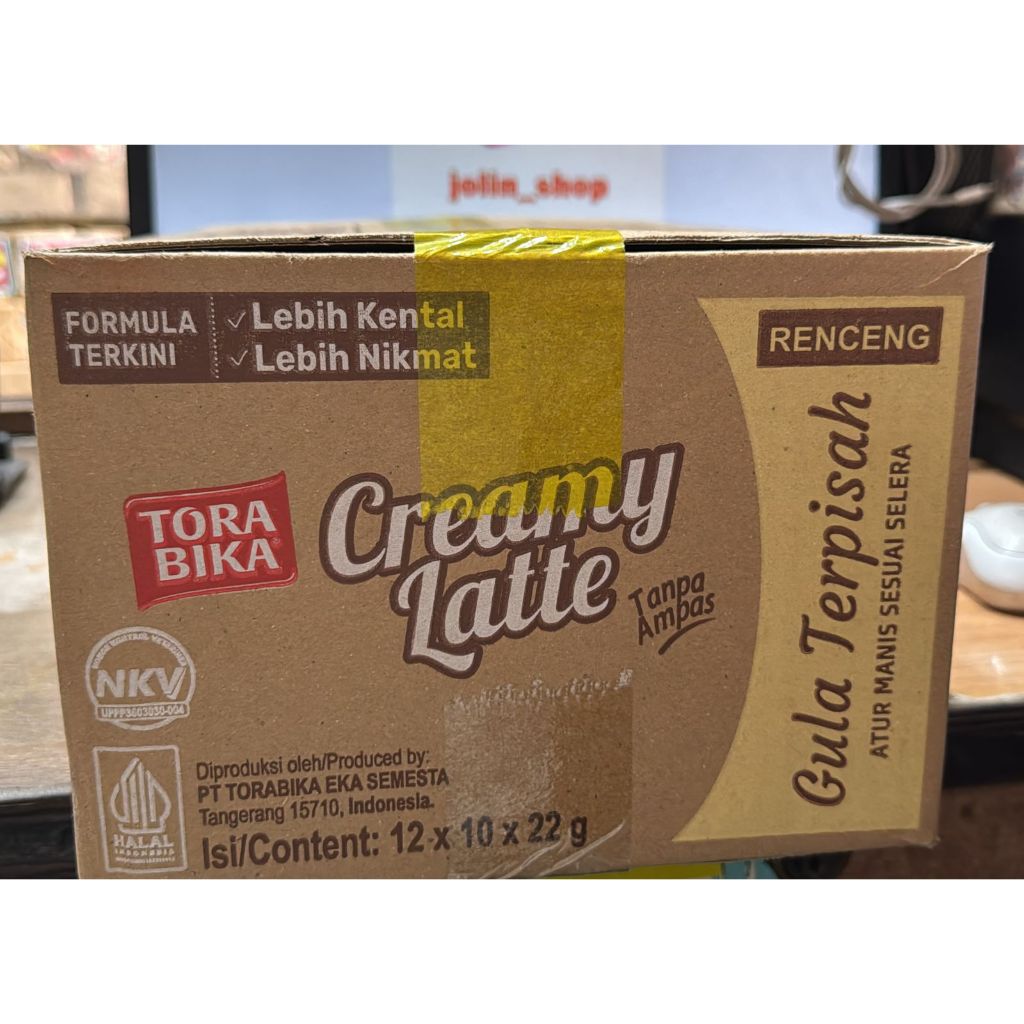 jolin_shop
FORMULA
TERKINI
Lebih Kental
Lebih Nikmat
RENCENG
TORA
BIKA
Creamy
Latte
Tanpa
Ampas
Gula Terpisah
ATUR MANIS SESUAI SELERA
NKV
Diproduksi oleh/Produced by:
PT TORABIKA EKA SEMESTA
Tangerang 15710, Indonesia.
Isi/Content: 12 x 10 x 22 g
HALAL
INDONESIA